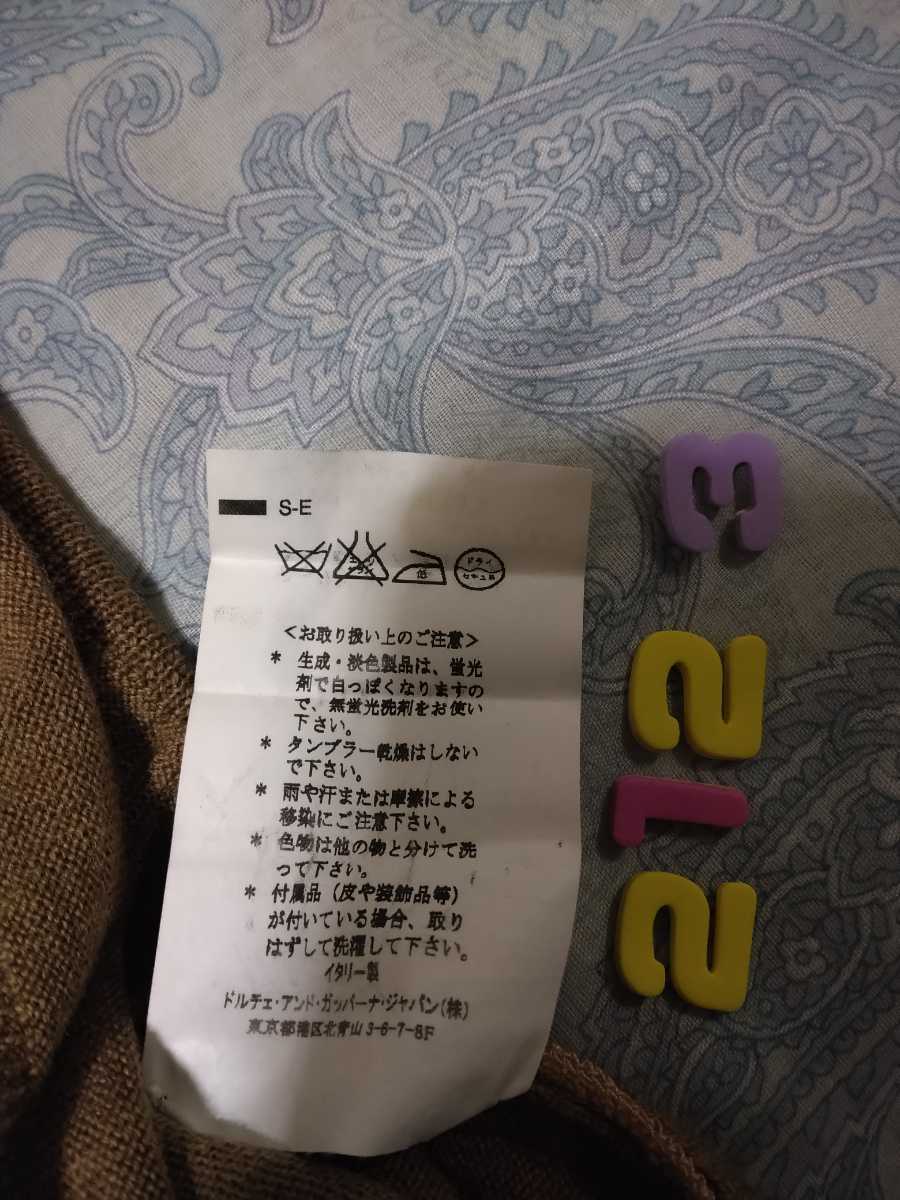 S-E
エンソ サラシ
低
ドライ
セキユ系
<お取り扱い上のご注意>
* 生成・淡色製品は、蛍光
剤で白っぽくなりますの
で、無蛍光洗剤をお使い
下さい。
* タンブラー乾燥はしない
で下さい。
* 雨や汗または摩擦による
移染にご注意下さい。
* 色物は他の物と分けて洗
って下さい。
* 付属品（皮や装飾品等）
が付いている場合、取り
はずして洗濯して下さい。
イタリー製
ドルチェ・アンド・ガッバーナ・ジャパン(株)
東京都港区北青山3-6-7-8F
3
2
1
2